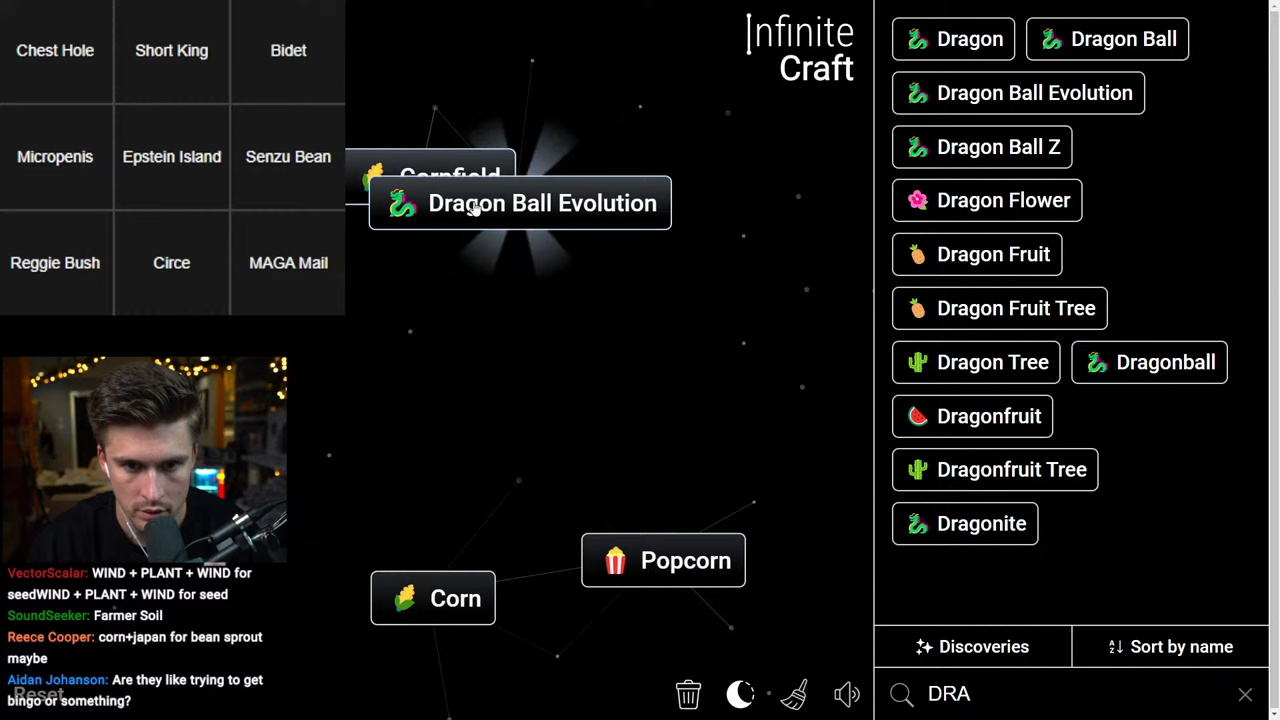 Chest Hole Short King Bidet
Micropenis Epstein Island Senzu Bean
Reggie Bush Circe MAGA Mail
Infinite
Craft
Cornfield
Dragon Ball Evolution
Corn
Popcorn
Dragon Dragon Ball
Dragon Ball Evolution
Dragon Ball Z
Dragon Flower
Dragon Fruit
Dragon Fruit Tree
Dragon Tree Dragonball
Dragonfruit
Dragonfruit Tree
Dragonite
Discoveries Sort by name
DRA
VectorScalar: WIND + PLANT + WIND for
seedWIND + PLANT + WIND for seed
SoundSeeker: Farmer Soil
Reece Cooper: corn+japan for bean sprout
maybe
Aidan Johanson: Are they like trying to get
bingo or something?
Reset